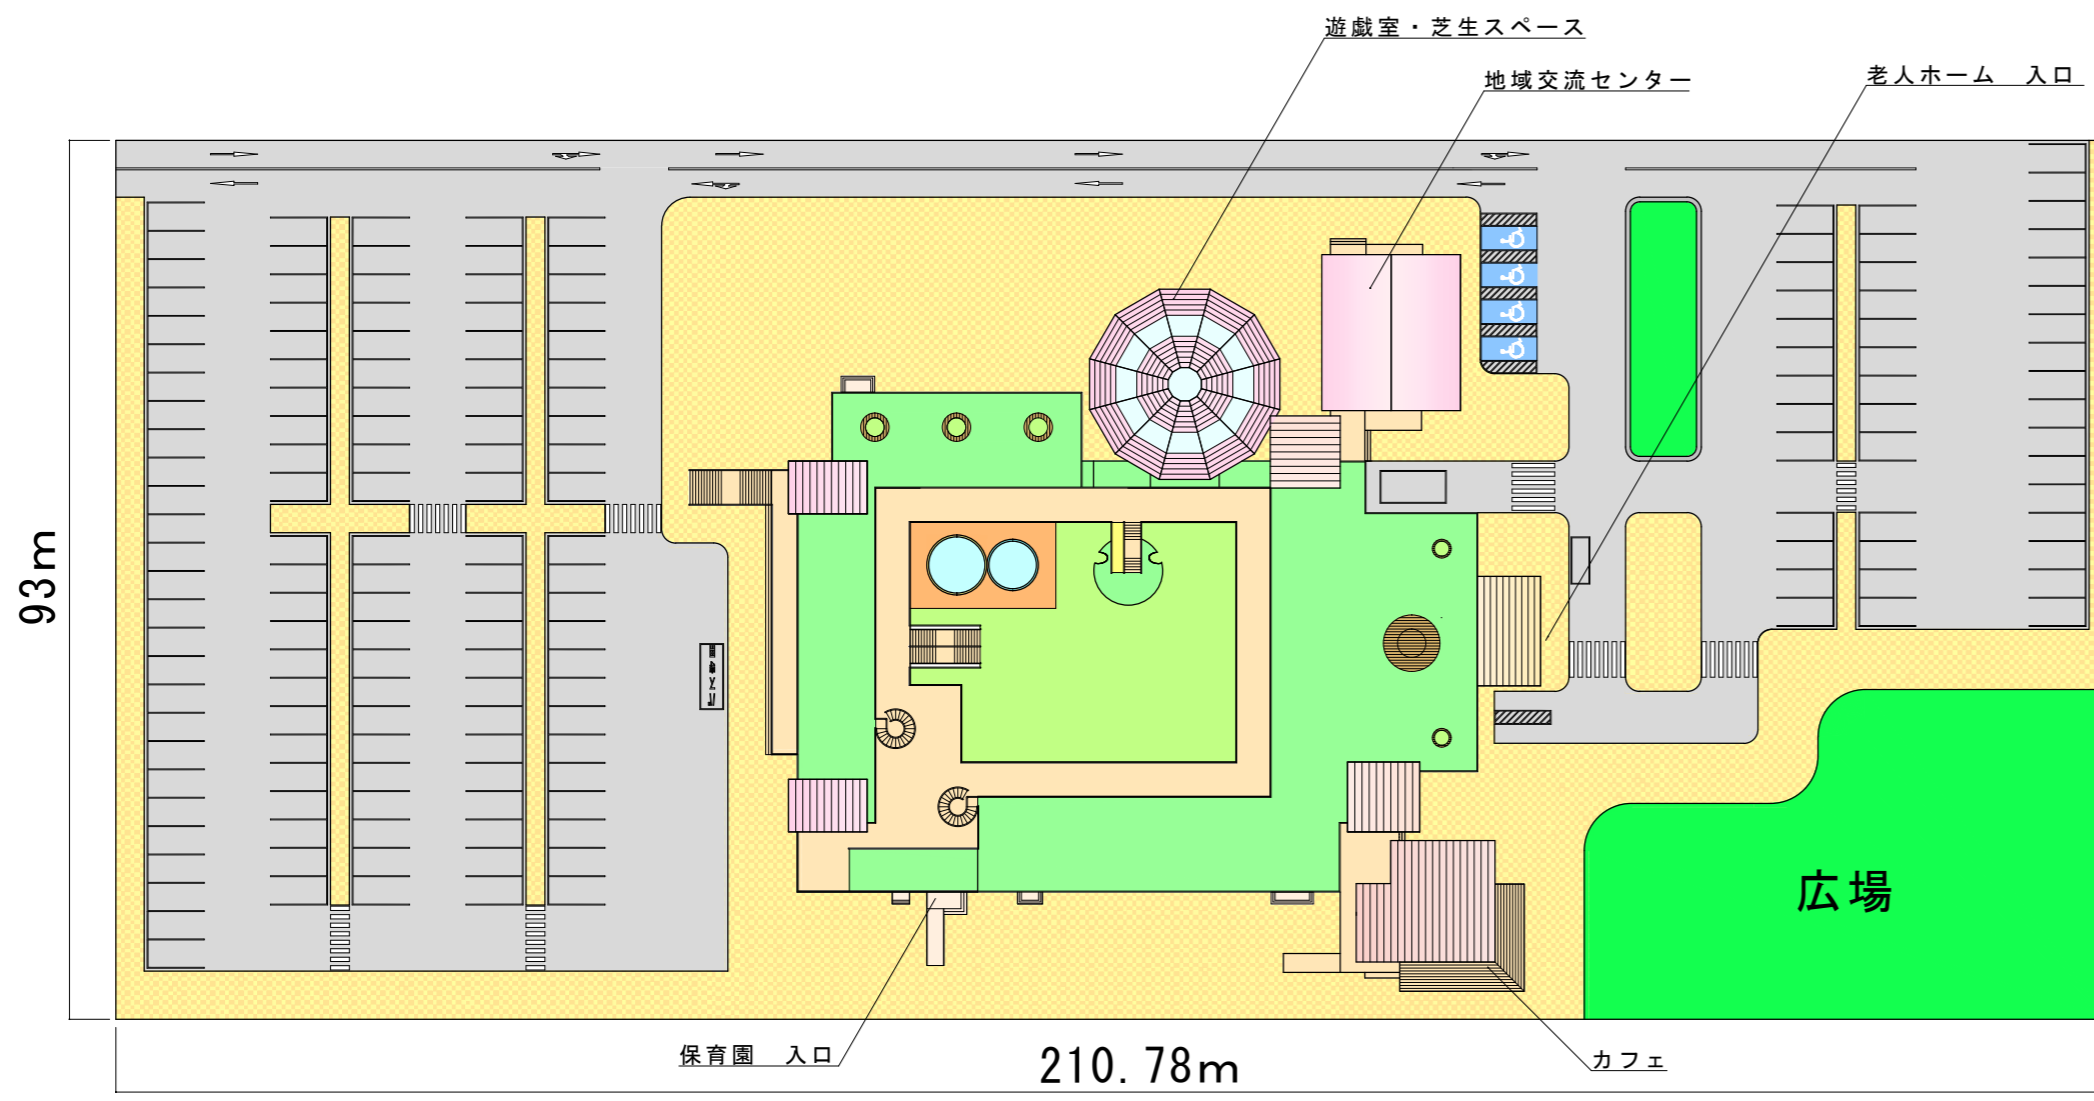 遊戯室・芝生スペース
地域交流センター
老人ホーム 入口
93m
広場
保育園 入口
210.78m
カフェ